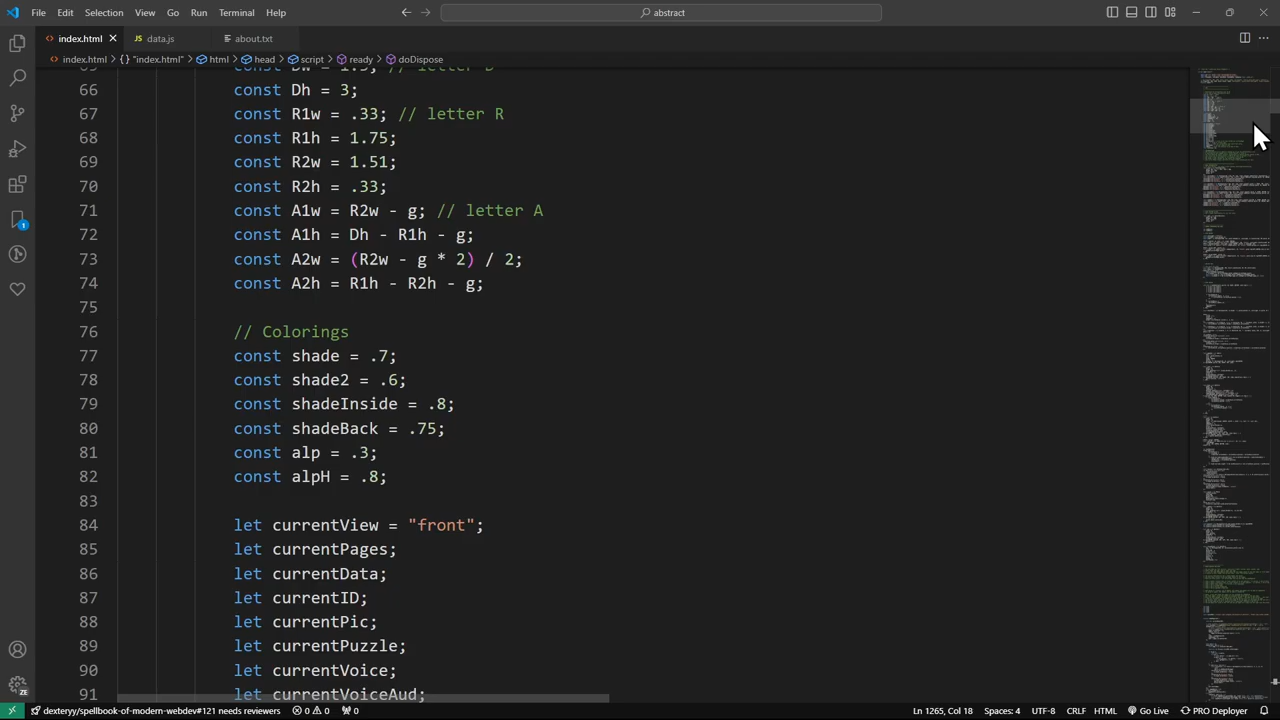 File Edit Selection View Go Run Terminal Help
abstract
index.html
data.js
about.txt
index.html "index.html" html head script ready doDispose
66 const Dh = 3;
67 const R1w = .33; // letter R
68 const R1h = 1.75;
69 const R2w = 1.51;
70 const R2h = .33;
71 const A1w = R2w - g; // letter A
72 const A1h = Dh - R1h - g;
73 const A2w = (R2w - g * 2) / 2;
74 const A2h = R1h - R2h - g;
75
76 // Colorings
77 const shade = .7;
78 const shade2 = .6;
79 const shadeInside = .8;
80 const shadeBack = .75;
81 const alp = .3;
82 const alpH = .8;
83
84 let currentView = "front";
85 let currentPages;
86 let currentData;
87 let currentID;
88 let currentPic;
89 let currentPuzzle;
90 let currentVoice;
91 let currentVoiceAud;
dexteryy/spellbook-of-modern-webdev#121 needs reviewers 0 0 0 Ln 1265, Col 18 Spaces: 4 UTF-8 CRLF HTML Go Live PRO Deployer